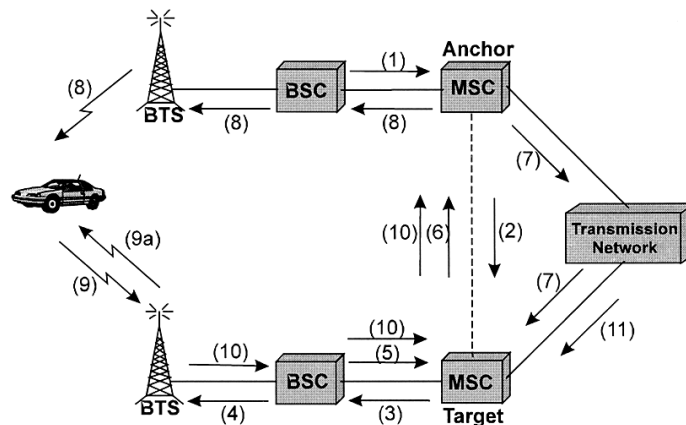 Anchor
(1)
BSC
MSC
(8)
BTS
(8)
(8)
(7)
(10)
(6)
(2)
Transmission
Network
(9a)
(9)
(7)
(11)
(10)
(10)
(5)
BSC
MSC
BTS
(4)
(3)
Target